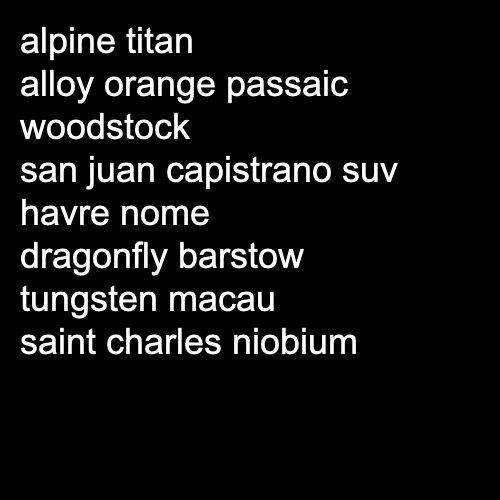 alpine titan
alloy orange passaic
woodstock
san juan capistrano suv
havre nome
dragonfly barstow
tungsten macau
saint charles niobium